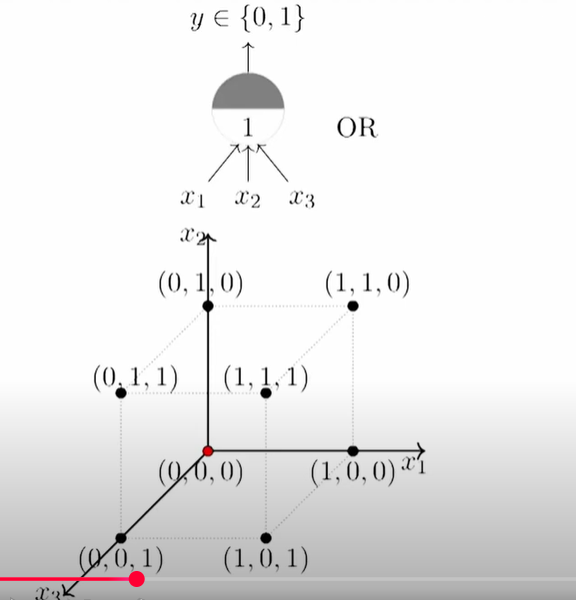 y ∈ {0, 1}
1
OR
x₁ x₂ x₃
x₂
(0, 1, 0) (1, 1, 0)
(0, 1, 1) (1, 1, 1)
(0, 0, 0) (1, 0, 0) x₁
(0, 0, 1) (1, 0, 1)
x₃